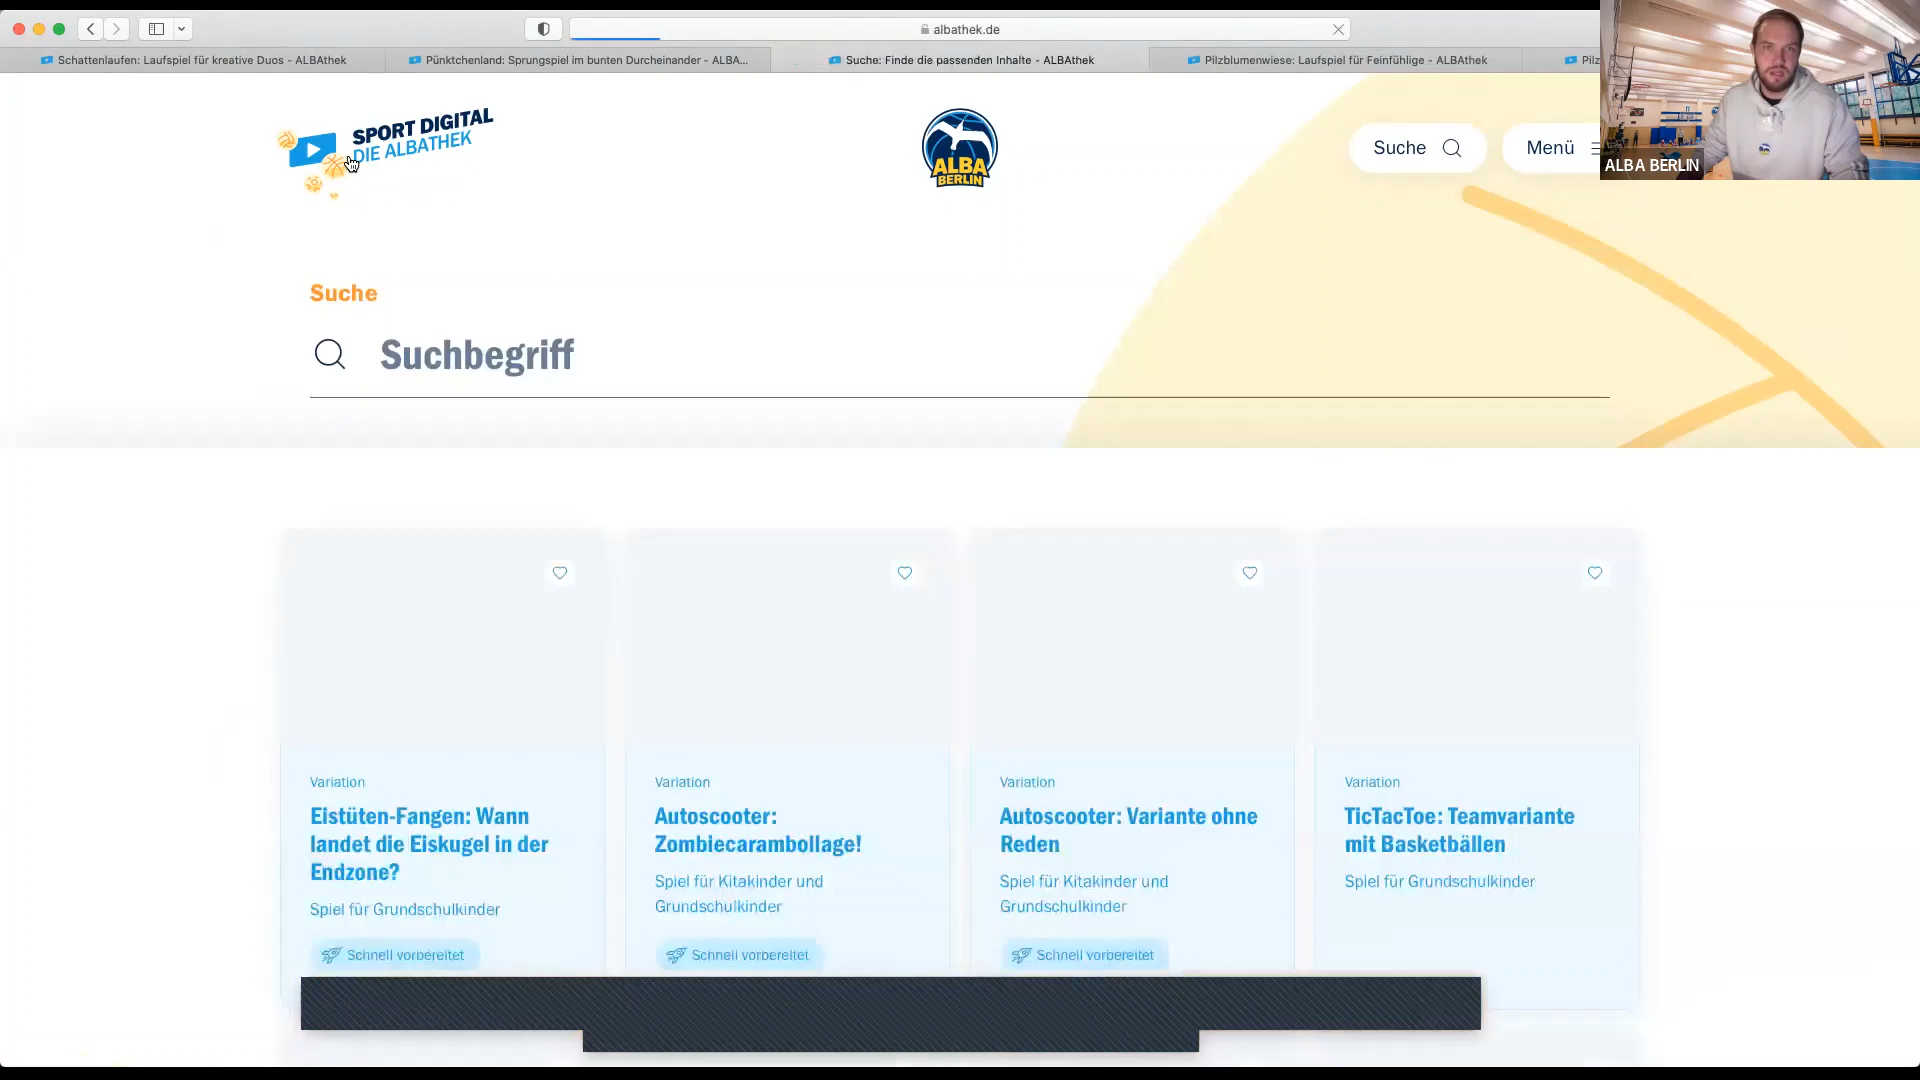 albathek.de
Schattenlaufen: Laufspiel für kreative Duos - ALBAthek
Pünktchenland: Sprungspiel im bunten Durcheinander - ALBA...
Suche: Finde die passenden Inhalte - ALBAthek
Pilzblumenwiese: Laufspiel für Feinfühlige - ALBAthek
Pilz
SPORT DIGITAL
DIE ALBATHEK
ALBA
BERLIN
Suche
Menü
ALBA BERLIN
Suche
Suchbegriff
Variation
Eistüten-Fangen: Wann
landet die Eiskugel in der
Endzone?
Spiel für Grundschulkinder
Schnell vorbereitet
Variation
Autoscooter:
Zombiecarambollage!
Spiel für Kitakinder und
Grundschulkinder
Schnell vorbereitet
Variation
Autoscooter: Variante ohne
Reden
Spiel für Kitakinder und
Grundschulkinder
Schnell vorbereitet
Variation
TicTacToe: Teamvariante
mit Basketbällen
Spiel für Grundschulkinder